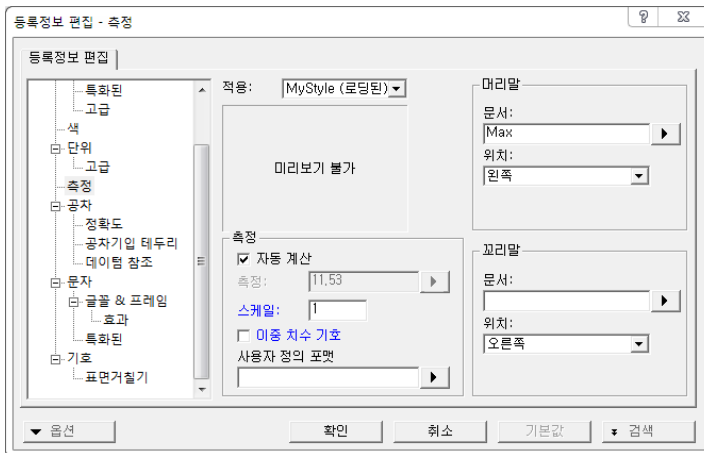 등록정보 편집 - 측정
등록정보 편집
특화된
고급
색
단위
고급
측정
공차
정확도
공차기입 테두리
데이텀 참조
문자
글꼴 & 프레임
효과
특화된
기호
표면거칠기
적용: MyStyle (로딩된)
미리보기 불가
측정
자동 계산
측정: 11,53
스케일: 1
이중 치수 기호
사용자 정의 포맷
머리말
문서:
Max
위치:
왼쪽
꼬리말
문서:
위치:
오른쪽
옵션
확인
취소
기본값
검색